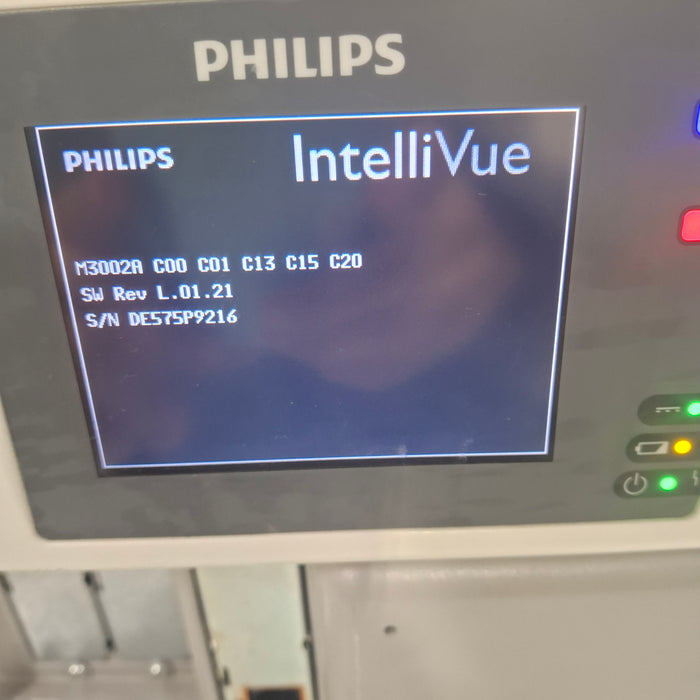 PHILIPS
PHILIPS
IntelliVue
M3002A C00 C01 C13 C15 C20
SW Rev L.01.21
S/N DE575P9216